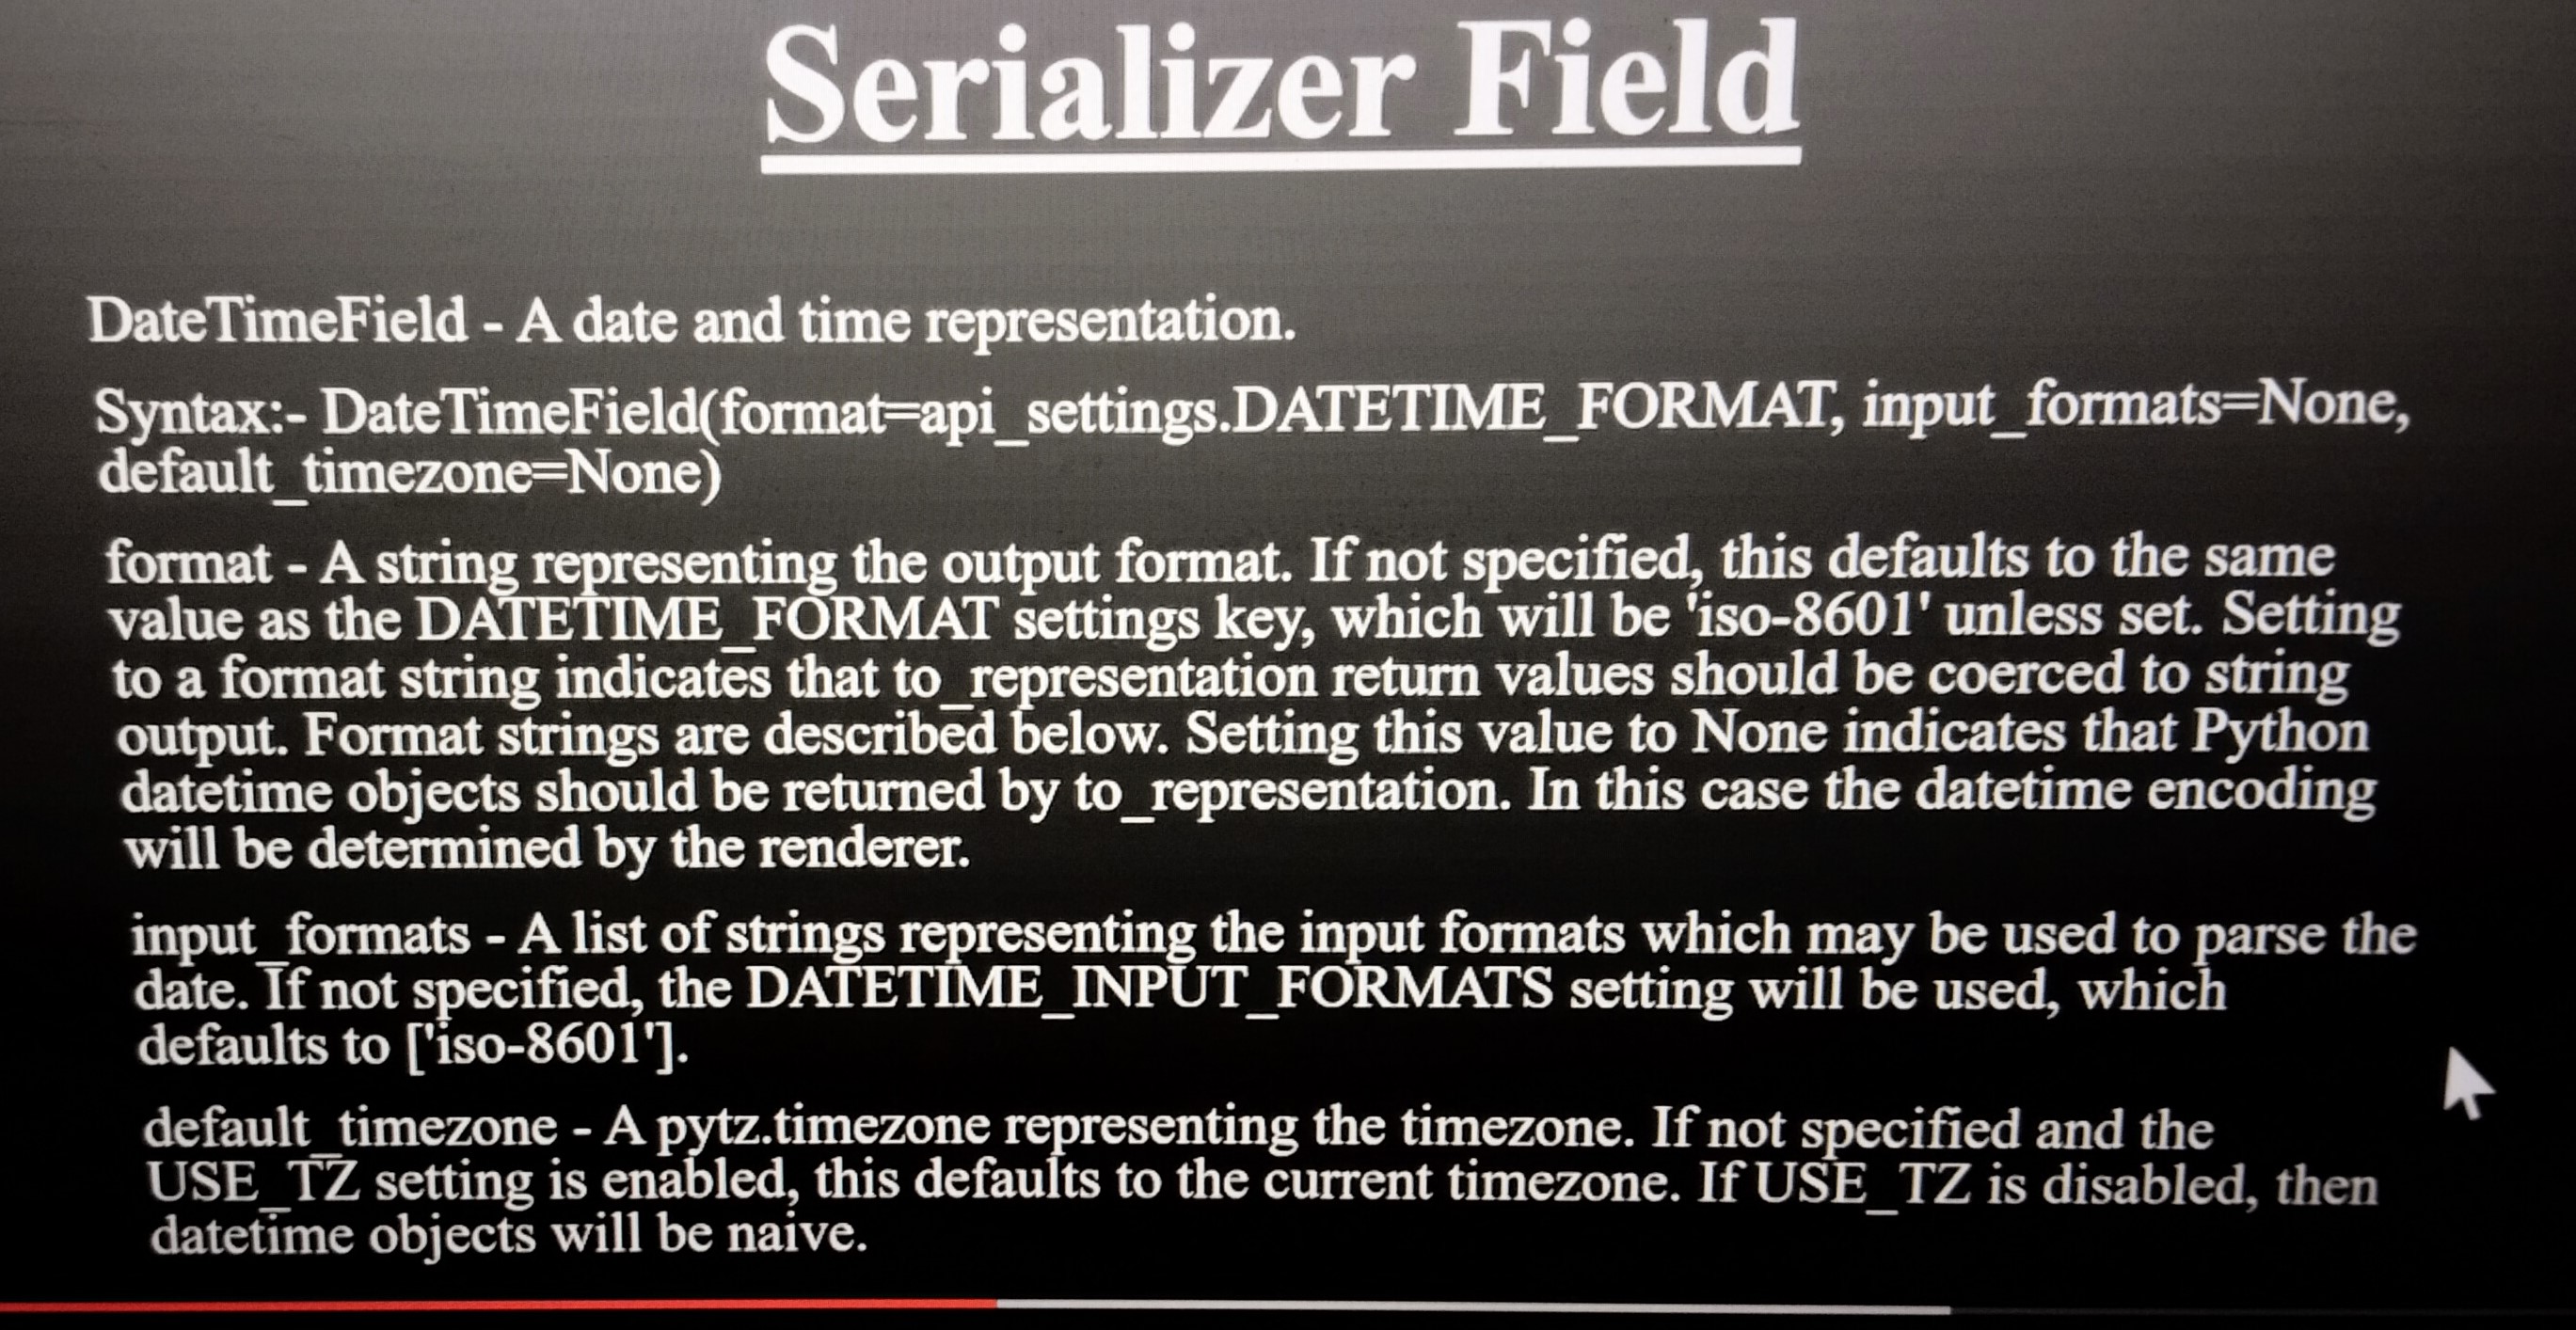 Serializer Field
DateTimeField - A date and time representation.
Syntax:- DateTimeField(format=api_settings.DATETIME_FORMAT, input_formats=None,
default_timezone=None)
format - A string representing the output format. If not specified, this defaults to the same
value as the DATETIME_FORMAT settings key, which will be 'iso-8601' unless set. Setting
to a format string indicates that to_representation return values should be coerced to string
output. Format strings are described below. Setting this value to None indicates that Python
datetime objects should be returned by to_representation. In this case the datetime encoding
will be determined by the renderer.
input_formats - A list of strings representing the input formats which may be used to parse the
date. If not specified, the DATETIME_INPUT_FORMATS setting will be used, which
defaults to ['iso-8601'].
default_timezone - A pytz.timezone representing the timezone. If not specified and the
USE_TZ setting is enabled, this defaults to the current timezone. If USE_TZ is disabled, then
datetime objects will be naive.